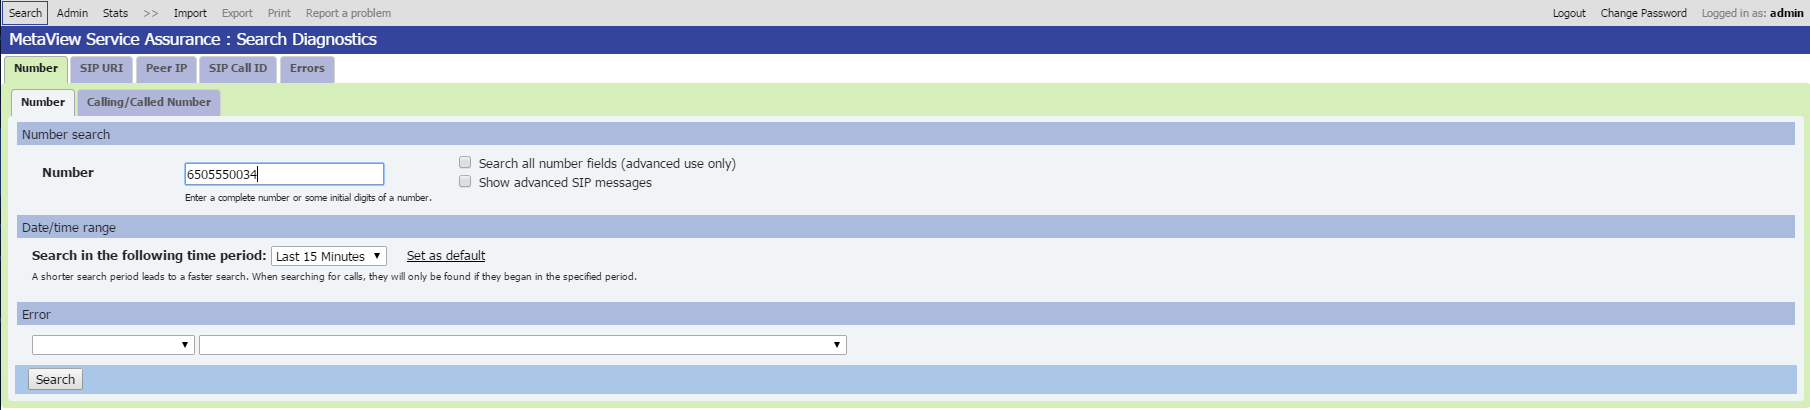 Search Admin Stats >> Import Export Print Report a problem Logout Change Password Logged in as: admin
MetaView Service Assurance : Search Diagnostics
Number SIP URI Peer IP SIP Call ID Errors
Number Calling/Called Number
Number search
Number 6505550034 Search all number fields (advanced use only)
Show advanced SIP messages
Enter a complete number or some initial digits of a number.
Date/time range
Search in the following time period: Last 15 Minutes Set as default
A shorter search period leads to a faster search. When searching for calls, they will only be found if they began in the specified period.
Error
Search